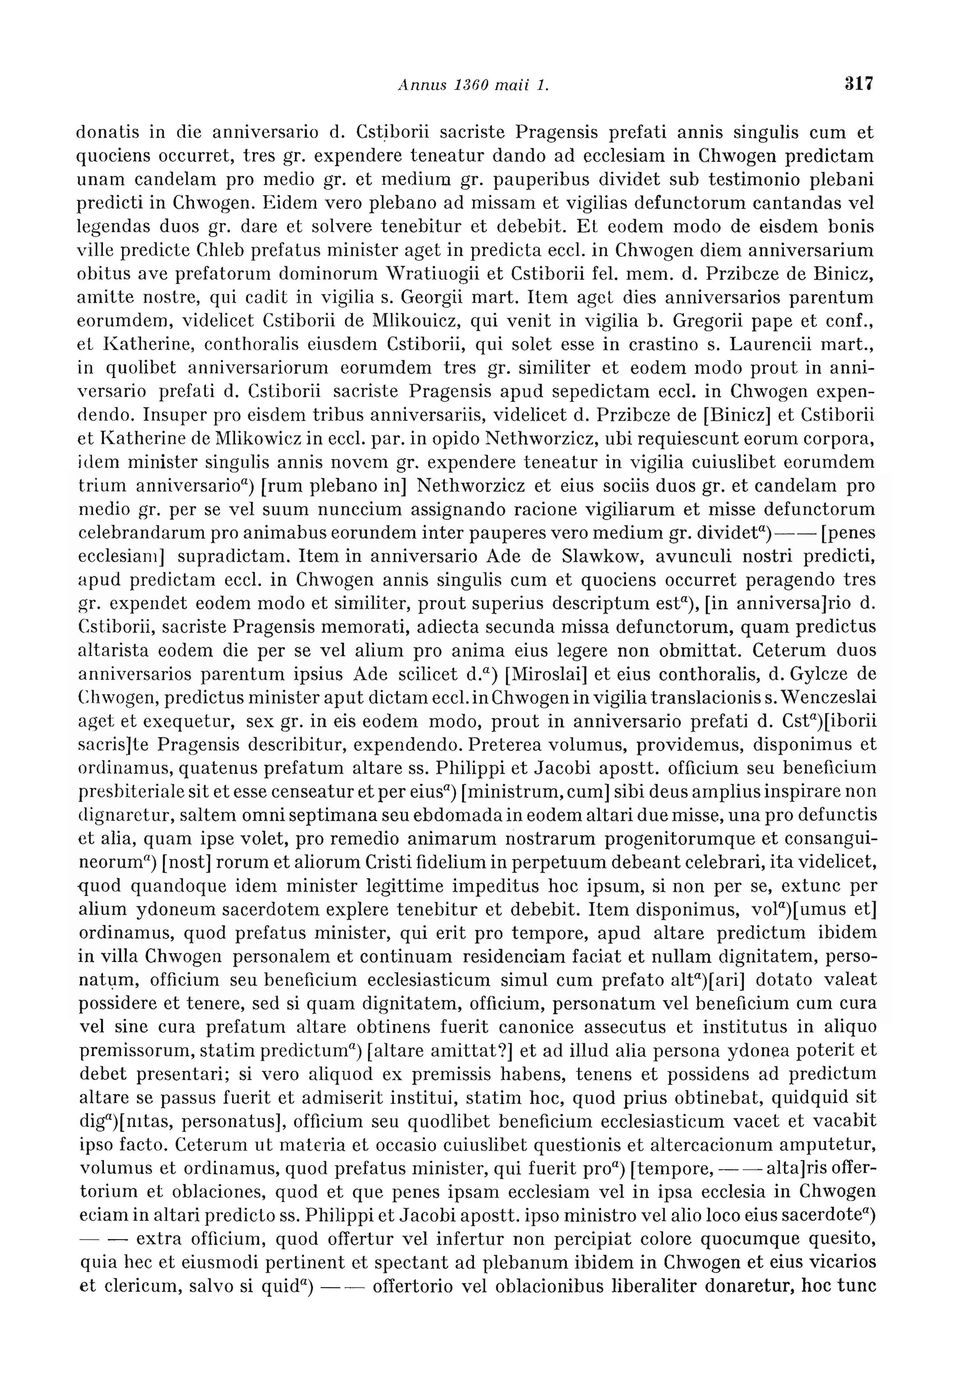 Annus 1360 maii 1. 317
donatis in die anniversario d. Cstiborii sacriste Pragensis prefati annis singulis cum et
quociens occurret, tres gr. expendere teneatur dando ad ecclesiam in Chwogen predictam
unam candelam pro medio gr. et medium gr. pauperibus dividet sub testimonio plebani
predicti in Chwogen. Eidem vero plebano ad missam et vigilias defunctorum cantandas vel
legendas duos gr. dare et solvere tenebitur et debebit. Et eodem modo de eisdem bonis
ville predicte Chleb prefatus minister aget in predicta eccl. in Chwogen diem anniversarium
obitus ave prefatorum dominorum Wratiuogii et Cstiborii fel. mem. d. Przibcze de Binicz,
amitte nostre, qui cadit in vigilia s. Georgii mart. Item aget dies anniversarios parentum
eorumdem, videlicet Cstiborii de Mlikouicz, qui venit in vigilia b. Gregorii pape et conf.,
et Katherine, conthoralis eiusdem Cstiborii, qui solet esse in crastino s. Laurencii mart.,
in quolibet anniversariorum eorumdem tres gr. similiter et eodem modo prout in anni-
versario prefati d. Cstiborii sacriste Pragensis apud sepedictam eccl. in Chwogen expen-
dendo. Insuper pro eisdem tribus anniversariis, videlicet d. Przibcze de [Binicz] et Cstiborii
et Katherine de Mlikowicz in eccl. par. in opido Nethworzicz, ubi requiescunt eorum corpora,
idem minister singulis annis novem gr. expendere teneatur in vigilia cuiuslibet eorumdem
trium anniversarioᵃ) [rum plebano in] Nethworzicz et eius sociis duos gr. et candelam pro
medio gr. per se vel suum nunccium assignando racione vigiliarum et misse defunctorum
celebrandarum pro animabus eorundem inter pauperes vero medium gr. dividetᵃ) — — [penes
ecclesiam] supradictam. Item in anniversario Ade de Slawkow, avunculi nostri predicti,
apud predictam eccl. in Chwogen annis singulis cum et quociens occurret peragendo tres
gr. expendet eodem modo et similiter, prout superius descriptum estᵃ), [in anniversa]rio d.
Cstiborii, sacriste Pragensis memorati, adiecta secunda missa defunctorum, quam predictus
altarista eodem die per se vel alium pro anima eius legere non obmittat. Ceterum duos
anniversarios parentum ipsius Ade scilicet d.ᵃ) [Miroslai] et eius conthoralis, d. Gylcze de
Chwogen, predictus minister aput dictam eccl. in Chwogen in vigilia translacionis s. Wenczeslai
aget et exequetur, sex gr. in eis eodem modo, prout in anniversario prefati d. Cstᵃ)[iborii
sacris]te Pragensis describitur, expendendo. Preterea volumus, providemus, disponimus et
ordinamus, quatenus prefatum altare ss. Philippi et Jacobi apostt. officium seu beneficium
presbiteriale sit et esse censeatur et per eiusᵃ) [ministrum, cum] sibi deus amplius inspirare non
dignaretur, saltem omni septimana seu ebdomada in eodem altari due misse, una pro defunctis
et alia, quam ipse volet, pro remedio animarum nostrarum progenitorumque et consangui-
neorumᵃ) [nost] rorum et aliorum Cristi fidelium in perpetuum debeant celebrari, ita videlicet,
quod quandoque idem minister legittime impeditus hoc ipsum, si non per se, extunc per
alium ydoneum sacerdotem explere tenebitur et debebit. Item disponimus, volᵃ)[umus et]
ordinamus, quod prefatus minister, qui erit pro tempore, apud altare predictum ibidem
in villa Chwogen personalem et continuam residenciam faciat et nullam dignitatem, perso-
natum, officium seu beneficium ecclesiasticum simul cum prefato altᵃ)[ari] dotato valeat
possidere et tenere, sed si quam dignitatem, officium, personatum vel beneficium cum cura
vel sine cura prefatum altare obtinens fuerit canonice assecutus et institutus in aliquo
premissorum, statim predictumᵃ) [altare amittat?] et ad illud alia persona ydonea poterit et
debet presentari; si vero aliquod ex premissis habens, tenens et possidens ad predictum
altare se passus fuerit et admiserit institui, statim hoc, quod prius obtinebat, quidquid sit
digᵃ)[nitas, personatus], officium seu quodlibet beneficium ecclesiasticum vacet et vacabit
ipso facto. Ceterum ut materia et occasio cuiuslibet questionis et altercacionum amputetur,
volumus et ordinamus, quod prefatus minister, qui fuerit proᵃ) [tempore, — — alta]ris offer-
torium et oblaciones, quod et que penes ipsam ecclesiam vel in ipsa ecclesia in Chwogen
eciam in altari predicto ss. Philippi et Jacobi apostt. ipso ministro vel alio loco eius sacerdoteᵃ)
— — extra officium, quod offertur vel infertur non percipiat colore quocumque quesito,
quia hec et eiusmodi pertinent et spectant ad plebanum ibidem in Chwogen et eius vicarios
et clericum, salvo si quidᵃ) — — offertorio vel oblacionibus liberaliter donaretur, hoc tunc